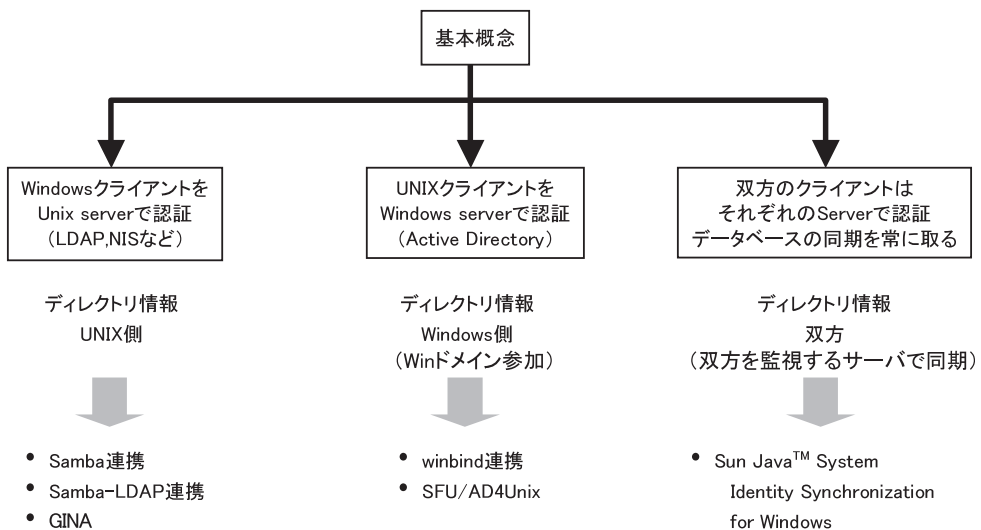 基本概念
Windowsクライアントを
Unix serverで認証
(LDAP,NISなど)
UNIXクライアントを
Windows serverで認証
(Active Directory)
双方のクライアントは
それぞれのServerで認証
データベースの同期を常に取る
ディレクトリ情報
UNIX側
ディレクトリ情報
Windows側
(Winドメイン参加)
ディレクトリ情報
双方
(双方を監視するサーバで同期)
• Samba連携
• Samba-LDAP連携
• GINA
• winbind連携
• SFU/AD4Unix
• Sun Java™ System
Identity Synchronization
for Windows